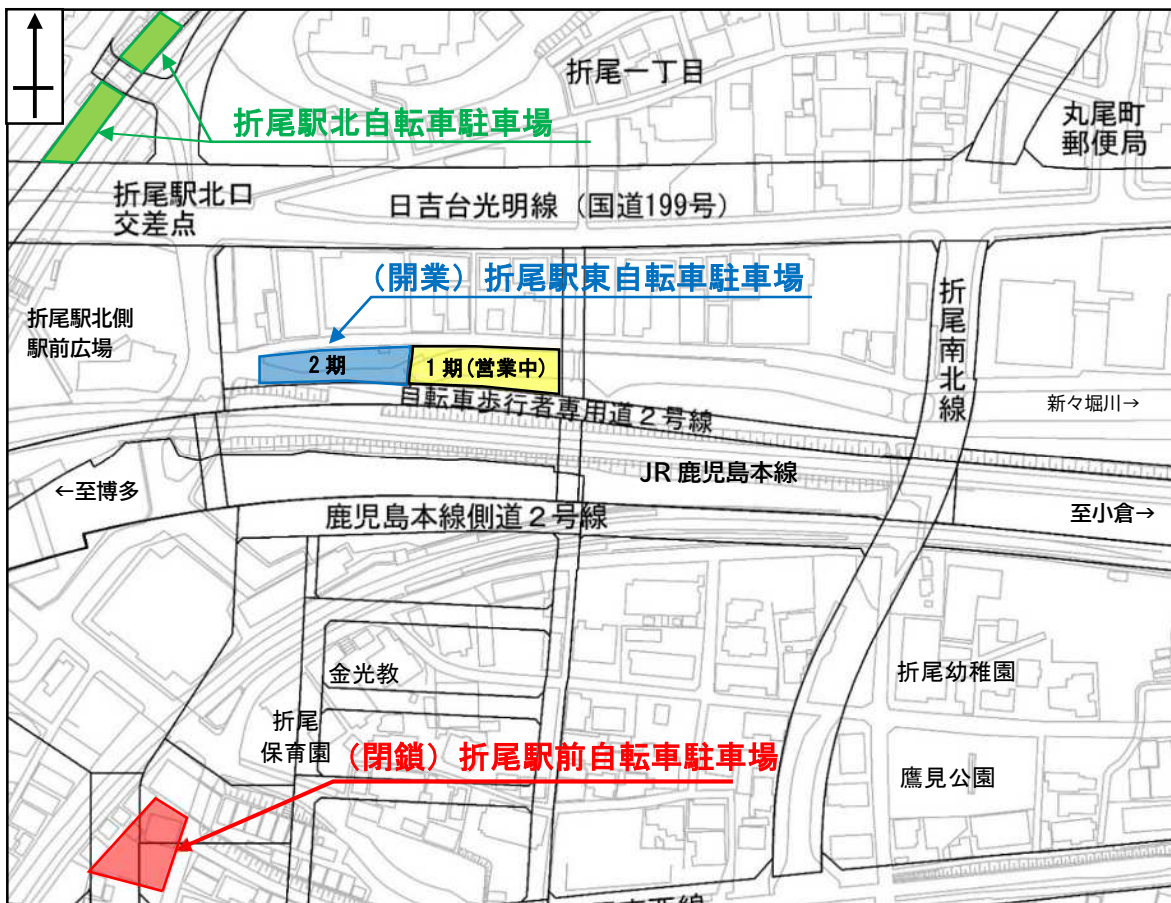 折尾一丁目
丸尾町
郵便局
折尾駅北自転車駐車場
折尾駅北口
交差点
日吉台光明線（国道199号）
（開業）折尾駅東自転車駐車場
折尾南北線
折尾駅北側
駅前広場
2期
1期(営業中)
自転車歩行者専用道２号線
新々堀川→
JR鹿児島本線
←至博多
至小倉→
鹿児島本線側道２号線
金光教
折尾幼稚園
折尾
保育園
（閉鎖）折尾駅前自転車駐車場
鷹見公園